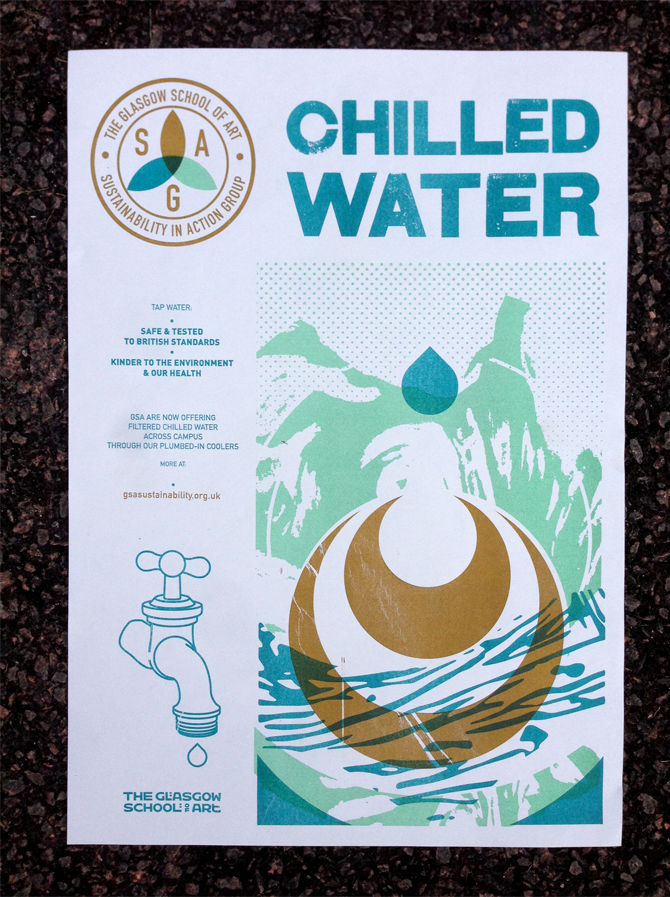 THE GLASGOW SCHOOL OF ART
S A
G
SUSTAINABILITY IN ACTION GROUP
CHILLED
WATER
TAP WATER:
SAFE & TESTED
TO BRITISH STANDARDS
KINDER TO THE ENVIRONMENT
& OUR HEALTH
GSA ARE NOW OFFERING
FILTERED CHILLED WATER
ACROSS CAMPUS
THROUGH OUR PLUMBED-IN COOLERS
MORE AT:
gsasustainability.org.uk
THE GLASGOW
SCHOOL OF ART